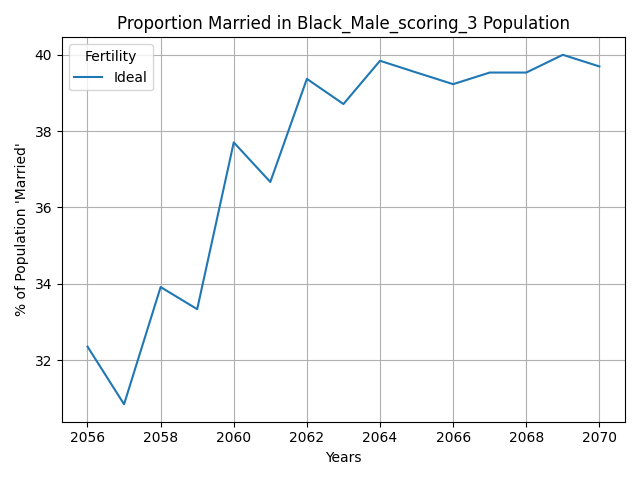 Proportion Married in Black_Male_scoring_3 Population
% of Population 'Married'
40
38
36
34
32
Fertility
Ideal
2056 2058 2060 2062 2064 2066 2068 2070
Years